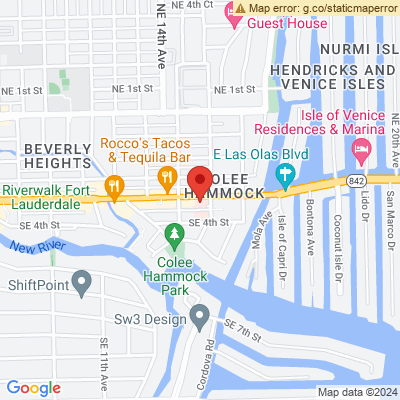 Map error: g.co/staticmaperror
NE 4th Ct
Guest House
NE 14th Ave
NURMI ISL
NE 1st St
NE 1st St
HENDRICKS AND
VENICE ISLES
Isle of Venice
Residences & Marina
BEVERLY
HEIGHTS
Rocco's Tacos
& Tequila Bar
E Las Olas Blvd
COLEE
HAMMOCK
842
Riverwalk Fort
Lauderdale
SE 4th St
SE 4th St
New River
Colee
Hammock
Park
Mola Ave
Isle of Capri Dr
Bontona Ave
Coconut Isle Dr
Lido Dr
San Marco Dr
ShiftPoint
Sw3 Design
SE 7th St
SE 11th Ave
Cordova Rd
Google
Map data ©2024